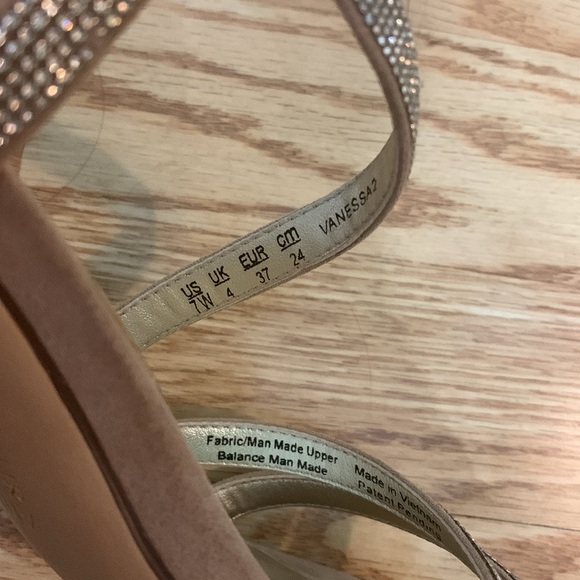 US UK EUR cm
7W 4 37 24
VANESSA2
Fabric/Man Made Upper
Balance Man Made
Made in Vietnam
Patent Pending